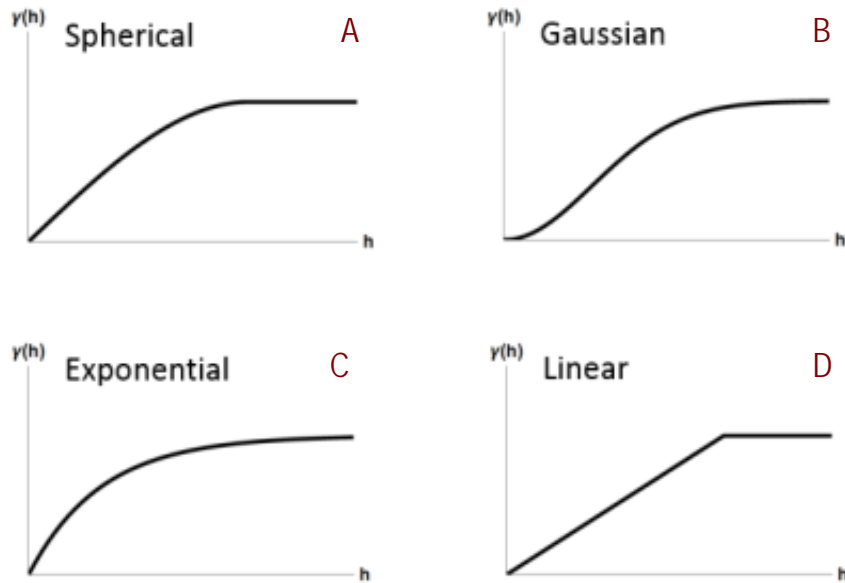 γ(h)
Spherical A
h
γ(h)
Gaussian B
h
γ(h)
Exponential C
h
γ(h)
Linear D
h